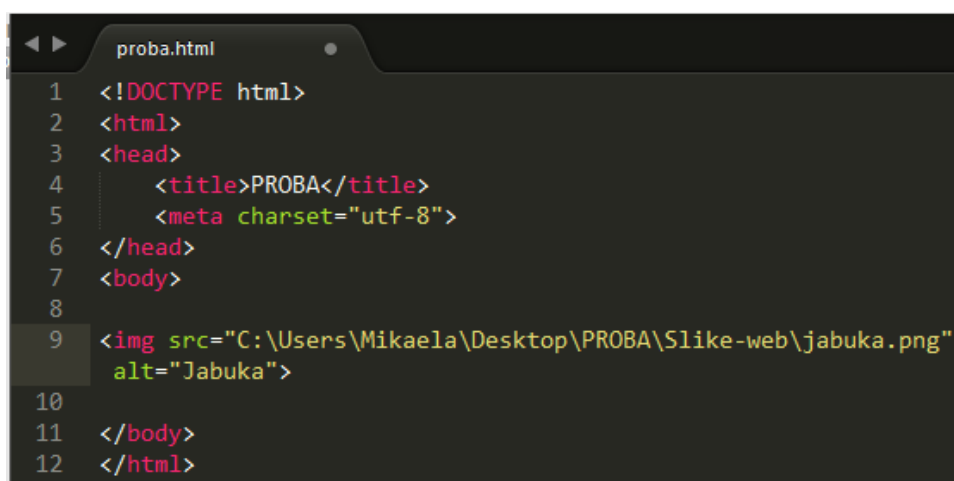 proba.html
1 <!DOCTYPE html>
2 <html>
3 <head>
4 <title>PROBA</title>
5 <meta charset="utf-8">
6 </head>
7 <body>
8
9 <img src="C:\Users\Mikaela\Desktop\PROBA\Slike-web\jabuka.png"
alt="Jabuka">
10
11 </body>
12 </html>